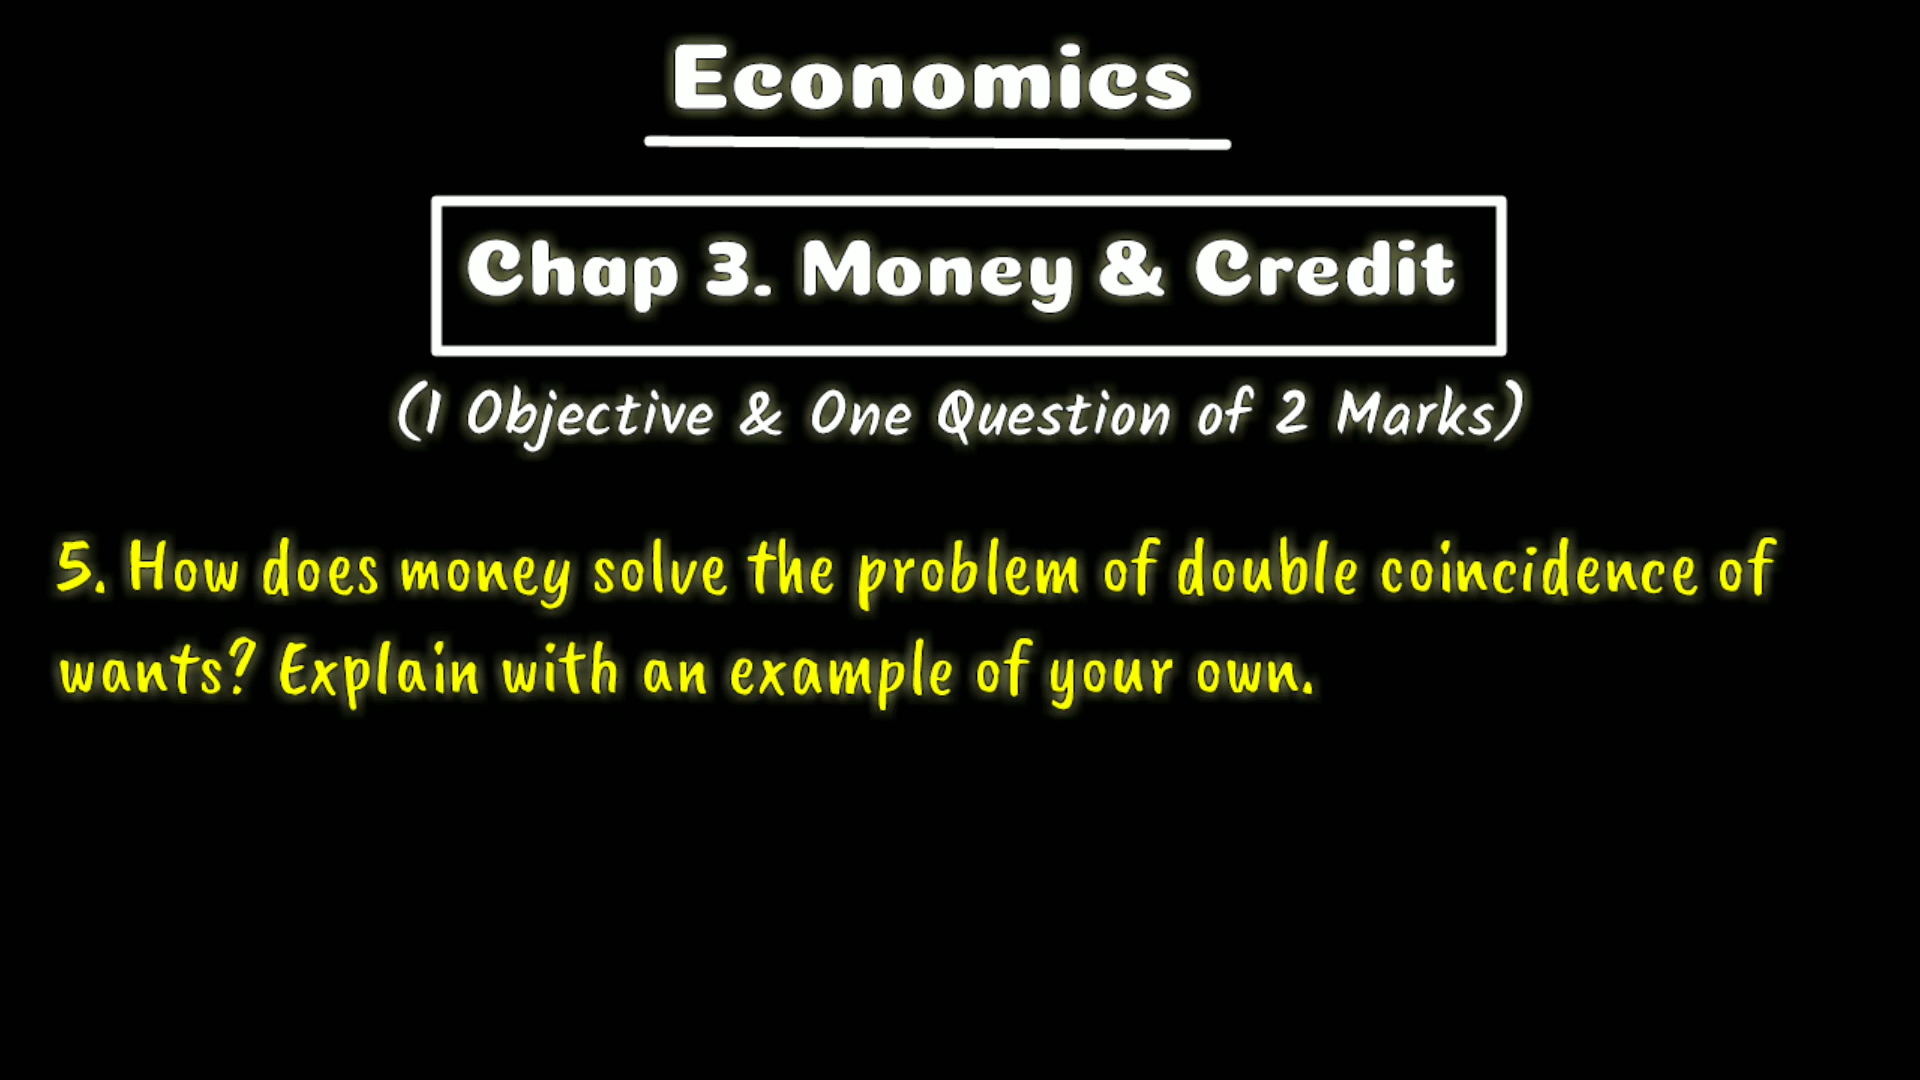 Economics
Chap 3. Money & Credit
(1 Objective & One Question of 2 Marks)
5. How does money solve the problem of double coincidence of
wants? Explain with an example of your own.